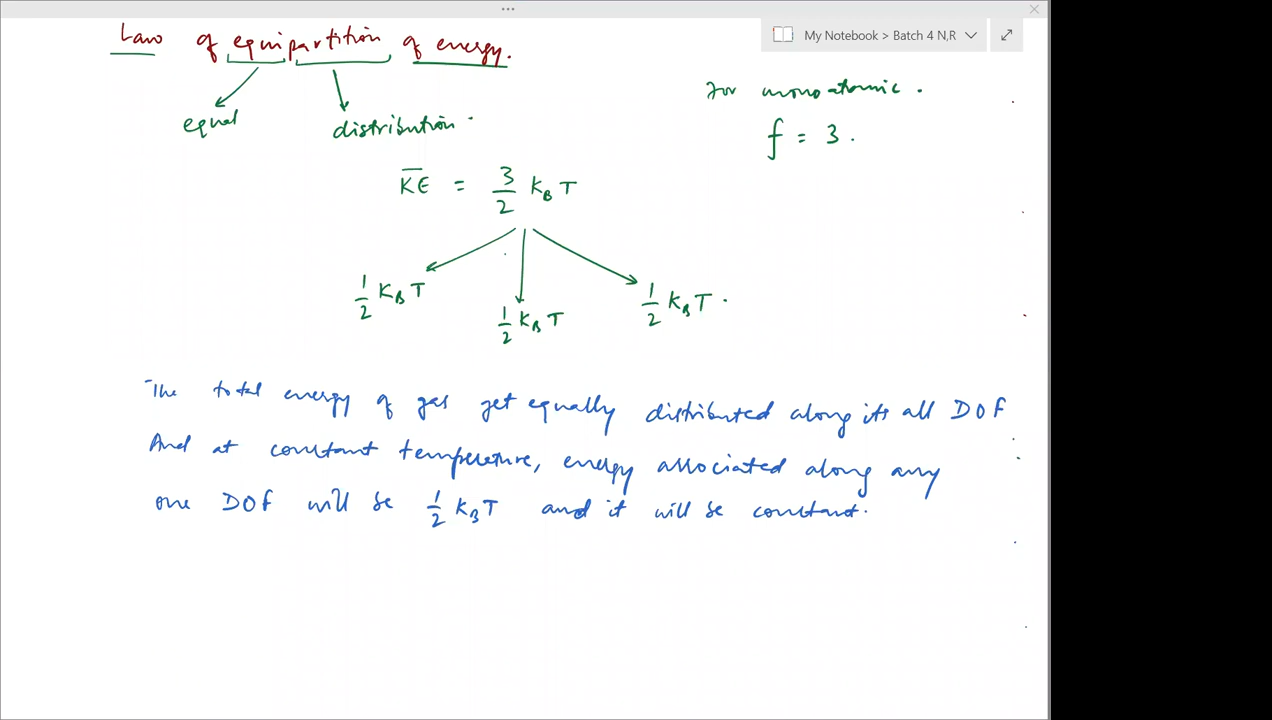 My Notebook > Batch 4 N,R
Law of equipartition of energy.
equal
distribution.
for monoatomic.
f = 3.
K̅E̅ = 3/2 K_B T
1/2 K_B T
1/2 K_B T
1/2 K_B T.
The total energy of gas get equally distributed along its all DOF
And at constant temperature, energy associated along any
one DOF will be 1/2 K_B T and it will be constant.